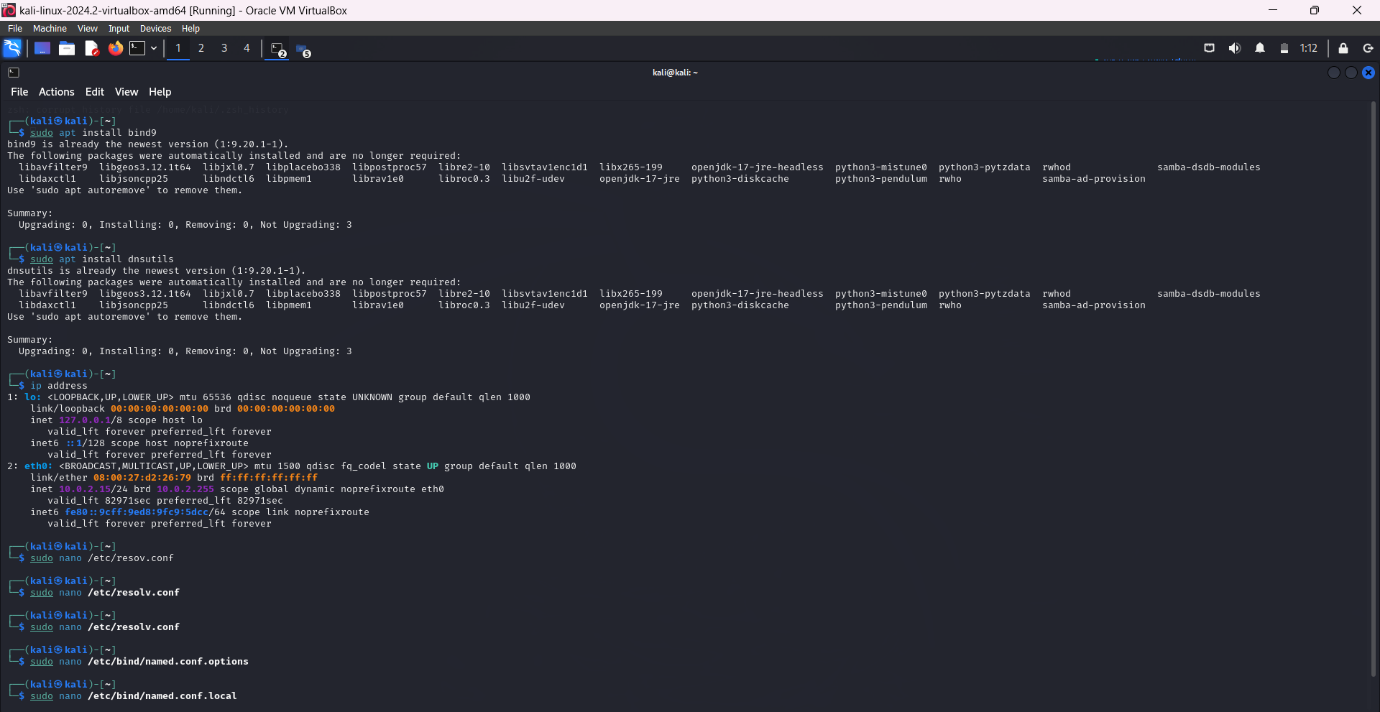 kali-linux-2024.2-virtualbox-amd64 [Running] - Oracle VM VirtualBox
File Machine View Input Devices Help
1 2 3 4 2 5 1:12
kali@kali: ~
File Actions Edit View Help
┌──(kali㉿kali)-[~]
└─$ sudo apt install bind9
bind9 is already the newest version (1:9.20.1-1).
The following packages were automatically installed and are no longer required:
libavfilter9 libgeos3.12.1t64 libjxl0.7 libplacebo338 libpostproc57 libre2-10 libsvtav1enc1d1 libx265-199 openjdk-17-jre-headless python3-mistune0 python3-pytzdata rwhod samba-dsdb-modules
libdaxctl1 libjsoncpp25 libndctl6 libpmem1 librav1e0 libroc0.3 libu2f-udev openjdk-17-jre python3-diskcache python3-pendulum rwho samba-ad-provision
Use 'sudo apt autoremove' to remove them.
Summary:
Upgrading: 0, Installing: 0, Removing: 0, Not Upgrading: 3
┌──(kali㉿kali)-[~]
└─$ sudo apt install dnsutils
dnsutils is already the newest version (1:9.20.1-1).
The following packages were automatically installed and are no longer required:
libavfilter9 libgeos3.12.1t64 libjxl0.7 libplacebo338 libpostproc57 libre2-10 libsvtav1enc1d1 libx265-199 openjdk-17-jre-headless python3-mistune0 python3-pytzdata rwhod samba-dsdb-modules
libdaxctl1 libjsoncpp25 libndctl6 libpmem1 librav1e0 libroc0.3 libu2f-udev openjdk-17-jre python3-diskcache python3-pendulum rwho samba-ad-provision
Use 'sudo apt autoremove' to remove them.
Summary:
Upgrading: 0, Installing: 0, Removing: 0, Not Upgrading: 3
┌──(kali㉿kali)-[~]
└─$ ip address
1: lo: <LOOPBACK,UP,LOWER_UP> mtu 65536 qdisc noqueue state UNKNOWN group default qlen 1000
link/loopback 00:00:00:00:00:00 brd 00:00:00:00:00:00
inet 127.0.0.1/8 scope host lo
valid_lft forever preferred_lft forever
inet6 ::1/128 scope host noprefixroute
valid_lft forever preferred_lft forever
2: eth0: <BROADCAST,MULTICAST,UP,LOWER_UP> mtu 1500 qdisc fq_codel state UP group default qlen 1000
link/ether 08:00:27:d2:26:79 brd ff:ff:ff:ff:ff:ff
inet 10.0.2.15/24 brd 10.0.2.255 scope global dynamic noprefixroute eth0
valid_lft 82971sec preferred_lft 82971sec
inet6 fe80::9cff:9ed8:9fc9:5dcc/64 scope link noprefixroute
valid_lft forever preferred_lft forever
┌──(kali㉿kali)-[~]
└─$ sudo nano /etc/resov.conf
┌──(kali㉿kali)-[~]
└─$ sudo nano /etc/resolv.conf
┌──(kali㉿kali)-[~]
└─$ sudo nano /etc/resolv.conf
┌──(kali㉿kali)-[~]
└─$ sudo nano /etc/bind/named.conf.options
┌──(kali㉿kali)-[~]
└─$ sudo nano /etc/bind/named.conf.local